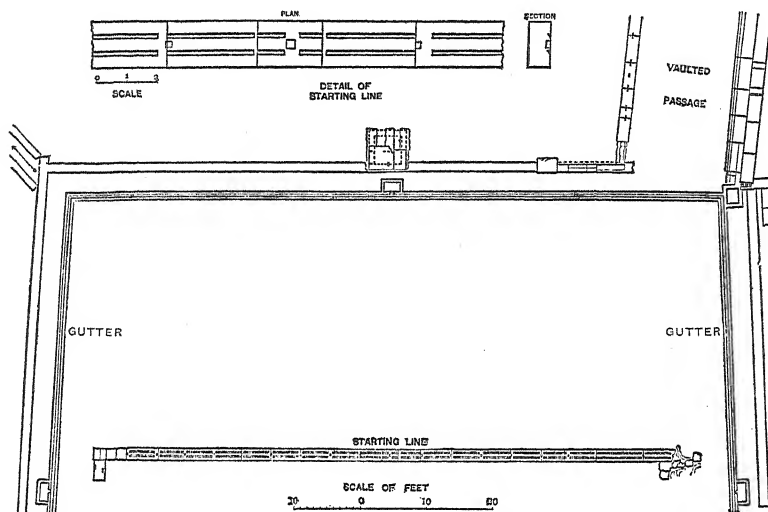 PLAN.
SECTION
0 1 2
SCALE
DETAIL OF
STARTING LINE
VAULTED
PASSAGE
GUTTER
GUTTER
STARTING LINE
SCALE OF FEET
10 0 10 20